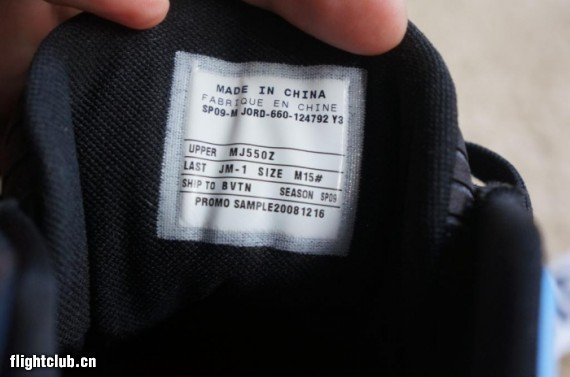 MADE IN CHINA
FABRIQUE EN CHINE
SP09-M JORD-660-124792 Y3
UPPER MJ550Z
LAST JM-1 SIZE M15#
SHIP TO BVTN SEASON SP09
PROMO SAMPLE20081216
flightclub.cn